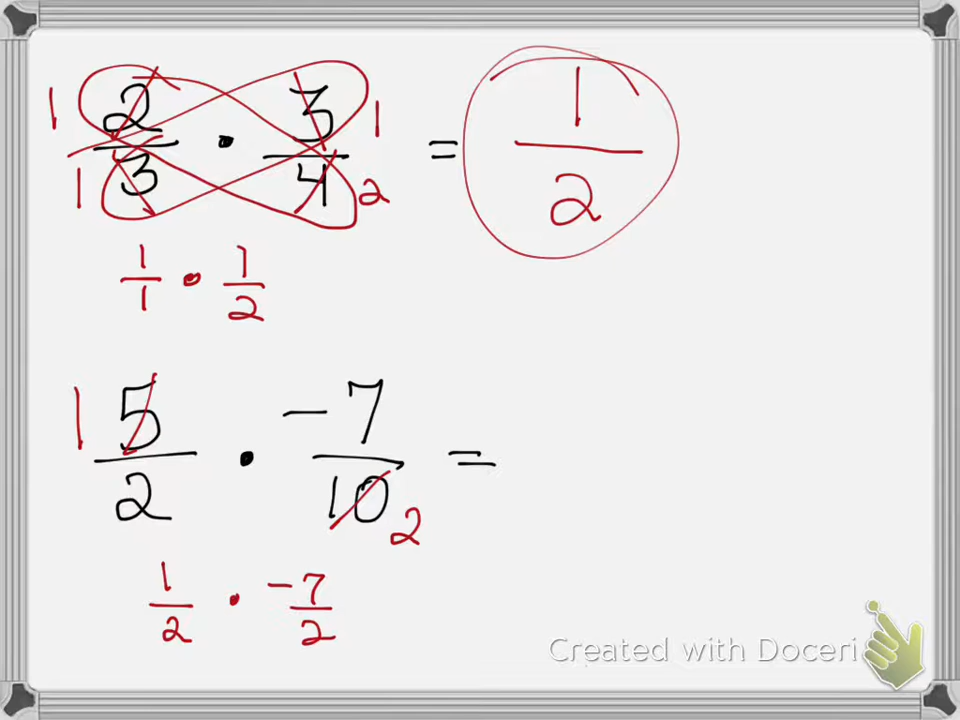 1 2/3 1 · 3/4 1 2 = 1/2
1/1 · 1/2
1 5/2 · -7/10 2 =
1/2 · -7/2
Created with Doceri